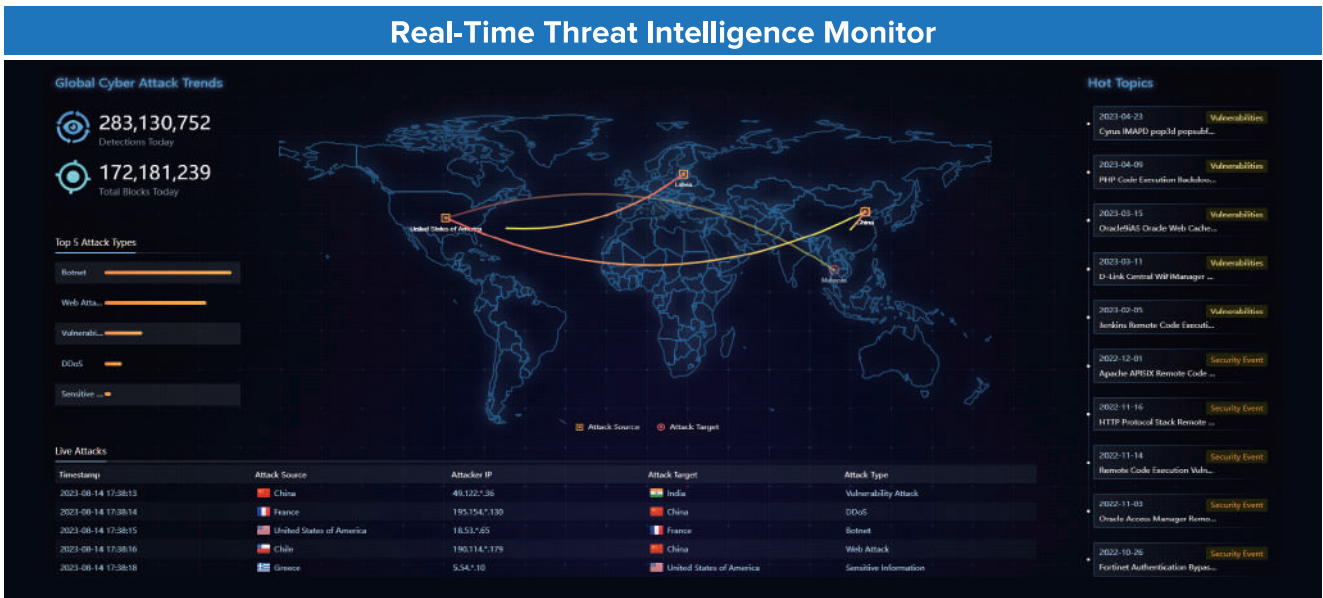 Real-Time Threat Intelligence Monitor
Global Cyber Attack Trends
283,130,752
Detections Today
172,181,239
Total Blocks Today
Top 5 Attack Types
Botnet
Web Atta...
Vulnerabi...
DDoS
Sensitive ...
United States of America
Latvia
China
Malaysia
Attack Source
Attack Target
Hot Topics
2023-04-23 Vulnerabilities
Cyrus IMAPD pop3d popsubf...
2023-04-09 Vulnerabilities
PHP Code Execution Backdoo...
2023-03-15 Vulnerabilities
Oracle9iAS Oracle Web Cache...
2023-03-11 Vulnerabilities
D-Link Central WiFiManager ...
2023-02-05 Vulnerabilities
Jenkins Remote Code Executi...
2022-12-01 Security Event
Apache APISIX Remote Code ...
2022-11-16 Security Event
HTTP Protocol Stack Remote ...
2022-11-14 Security Event
Remote Code Execution Vuln...
2022-11-03 Security Event
Oracle Access Manager Remo...
2022-10-26 Security Event
Fortinet Authentication Bypas...
Live Attacks
Timestamp Attack Source Attacker IP Attack Target Attack Type
2023-08-14 17:38:13 China 49.122.*.36 India Vulnerability Attack
2023-08-14 17:38:14 France 195.154.*.130 China DDoS
2023-08-14 17:38:15 United States of America 18.53.*.65 France Botnet
2023-08-14 17:38:16 Chile 190.114.*.179 China Web Attack
2023-08-14 17:38:18 Greece 5.54.*.10 United States of America Sensitive Information